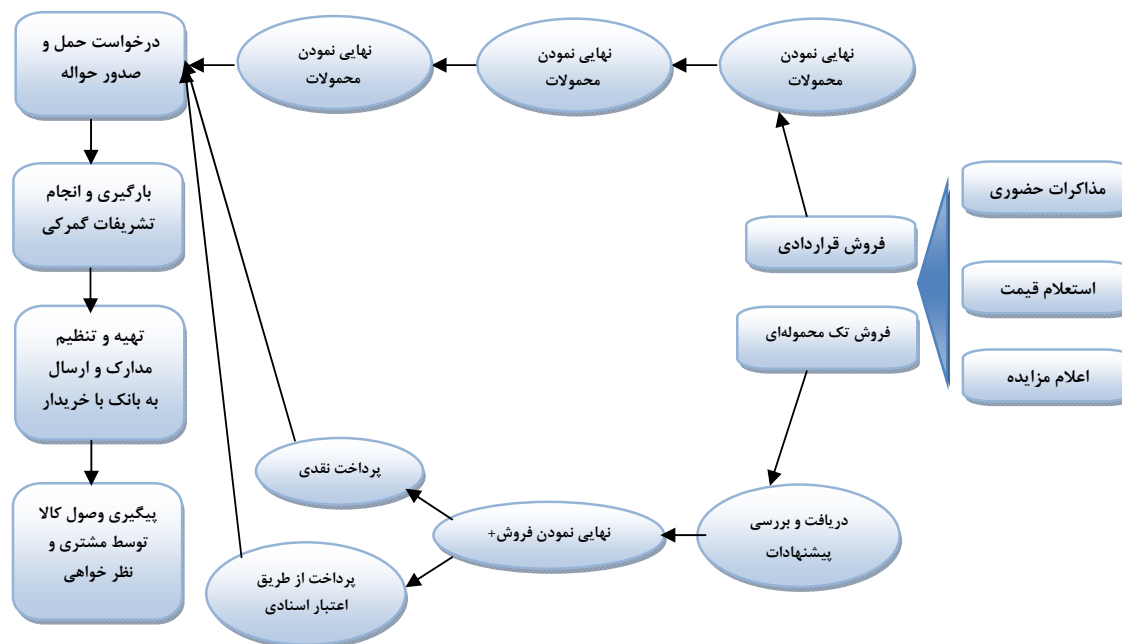 مذاکرات حضوری
استعلام قیمت
اعلام مزایده
فروش قراردادی
فروش تک محموله‌ای
نهایی نمودن
محمولات
نهایی نمودن
محمولات
نهایی نمودن
محمولات
دریافت و بررسی
پیشنهادات
نهایی نمودن فروش+
پرداخت نقدی
پرداخت از طریق
اعتبار اسنادی
درخواست حمل و
صدور حواله
بارگیری و انجام
تشریفات گمرکی
تهیه و تنظیم
مدارک و ارسال
به بانک با خریدار
پیگیری وصول کالا
توسط مشتری و
نظر خواهی